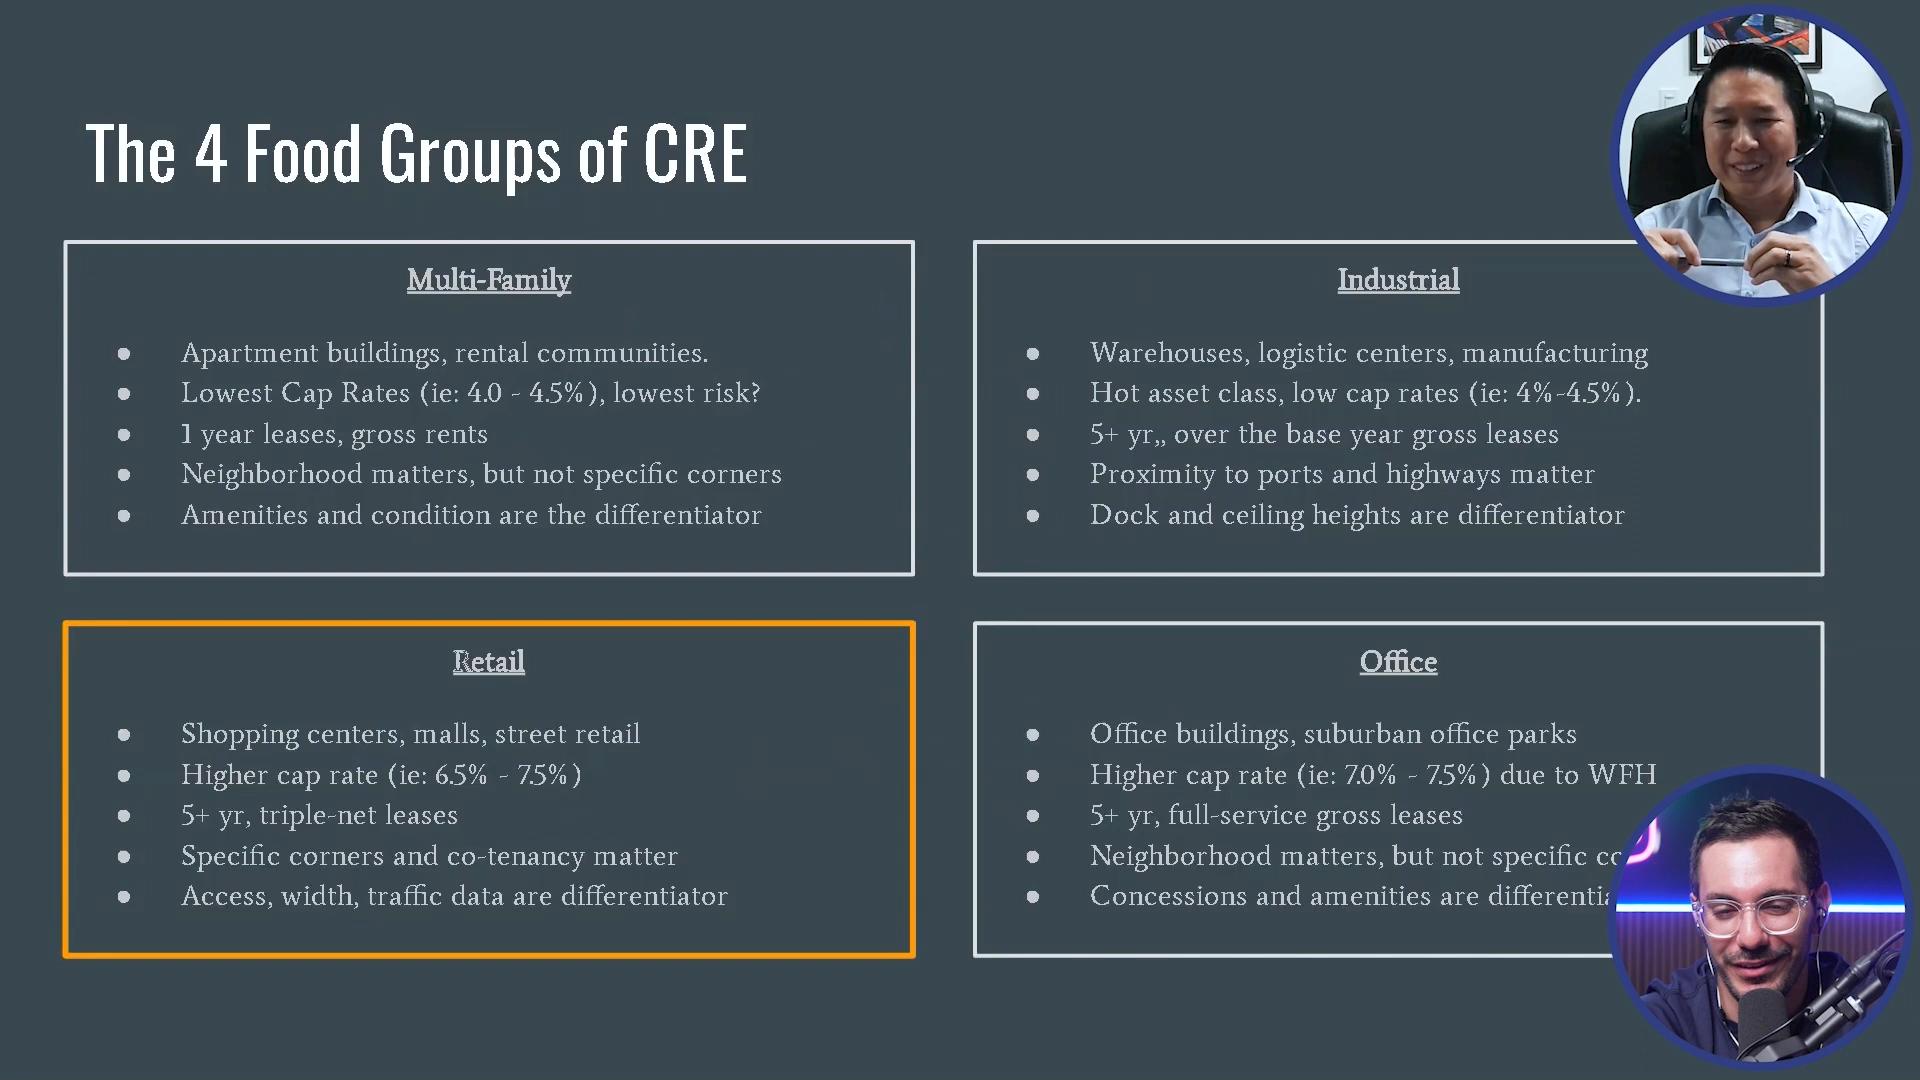 The 4 Food Groups of CRE
Multi-Family
Apartment buildings, rental communities.
Lowest Cap Rates (ie: 4.0 - 4.5%), lowest risk?
1 year leases, gross rents
Neighborhood matters, but not specific corners
Amenities and condition are the differentiator
Industrial
Warehouses, logistic centers, manufacturing
Hot asset class, low cap rates (ie: 4%-4.5%).
5+ yr,, over the base year gross leases
Proximity to ports and highways matter
Dock and ceiling heights are differentiator
Retail
Shopping centers, malls, street retail
Higher cap rate (ie: 6.5% - 7.5%)
5+ yr, triple-net leases
Specific corners and co-tenancy matter
Access, width, traffic data are differentiator
Office
Office buildings, suburban office parks
Higher cap rate (ie: 7.0% - 7.5%) due to WFH
5+ yr, full-service gross leases
Neighborhood matters, but not specific
Concessions and amenities are